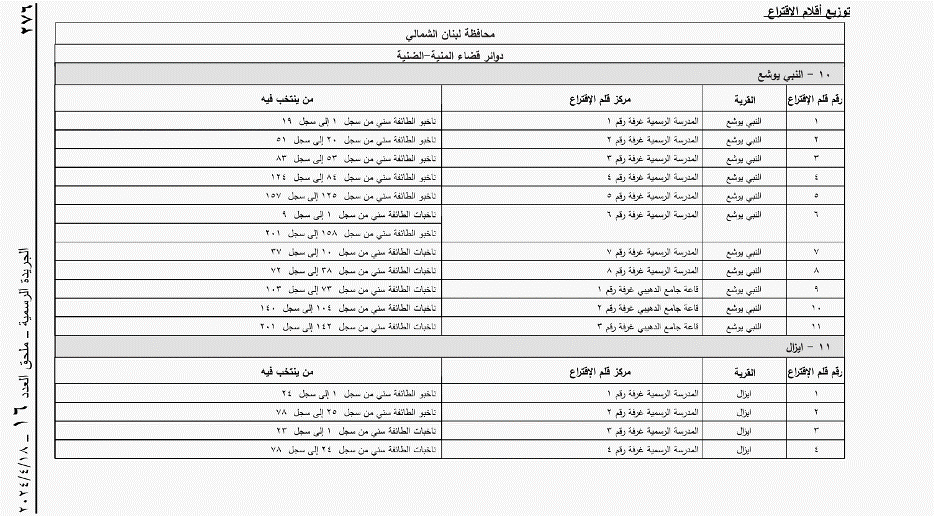 توزيع أقلام الاقتراع
٢٧٦
محافظة لبنان الشمالي
دوائر قضاء المنية-الضنية
١٠ - النبي يوشع
رقم قلم الإقتراع القرية مركز قلم الإقتراع من ينتخب فيه
١ النبي يوشع المدرسة الرسمية غرفة رقم ١ ناخبو الطائفة سني من سجل ١ إلى سجل ١٩
٢ النبي يوشع المدرسة الرسمية غرفة رقم ٢ ناخبو الطائفة سني من سجل ٢٠ إلى سجل ٥١
٣ النبي يوشع المدرسة الرسمية غرفة رقم ٣ ناخبو الطائفة سني من سجل ٥٣ إلى سجل ٨٣
٤ النبي يوشع المدرسة الرسمية غرفة رقم ٤ ناخبو الطائفة سني من سجل ٨٤ إلى سجل ١٢٤
٥ النبي يوشع المدرسة الرسمية غرفة رقم ٥ ناخبو الطائفة سني من سجل ١٢٥ إلى سجل ١٥٧
٦ النبي يوشع المدرسة الرسمية غرفة رقم ٦ ناخبات الطائفة سني من سجل ١ إلى سجل ٩
ناخبو الطائفة سني من سجل ١٥٨ إلى سجل ٢٠١
٧ النبي يوشع المدرسة الرسمية غرفة رقم ٧ ناخبات الطائفة سني من سجل ١٠ إلى سجل ٣٧
٨ النبي يوشع المدرسة الرسمية غرفة رقم ٨ ناخبات الطائفة سني من سجل ٣٨ إلى سجل ٧٢
٩ النبي يوشع قاعة جامع الدهيبي غرفة رقم ١ ناخبات الطائفة سني من سجل ٧٣ إلى سجل ١٠٣
١٠ النبي يوشع قاعة جامع الدهيبي غرفة رقم ٢ ناخبات الطائفة سني من سجل ١٠٤ إلى سجل ١٤٠
١١ النبي يوشع قاعة جامع الدهيبي غرفة رقم ٣ ناخبات الطائفة سني من سجل ١٤٢ إلى سجل ٢٠١
١١ - ايزال
رقم قلم الإقتراع القرية مركز قلم الإقتراع من ينتخب فيه
١ ايزال المدرسة الرسمية غرفة رقم ١ ناخبو الطائفة سني من سجل ١ إلى سجل ٢٤
٢ ايزال المدرسة الرسمية غرفة رقم ٢ ناخبو الطائفة سني من سجل ٢٥ إلى سجل ٧٨
٣ ايزال المدرسة الرسمية غرفة رقم ٣ ناخبات الطائفة سني من سجل ١ إلى سجل ٢٣
٤ ايزال المدرسة الرسمية غرفة رقم ٤ ناخبات الطائفة سني من سجل ٢٤ إلى سجل ٧٨
الجريدة الرسمية – ملحق العدد ١٦ – ٢٠٢٤/٤/١٨